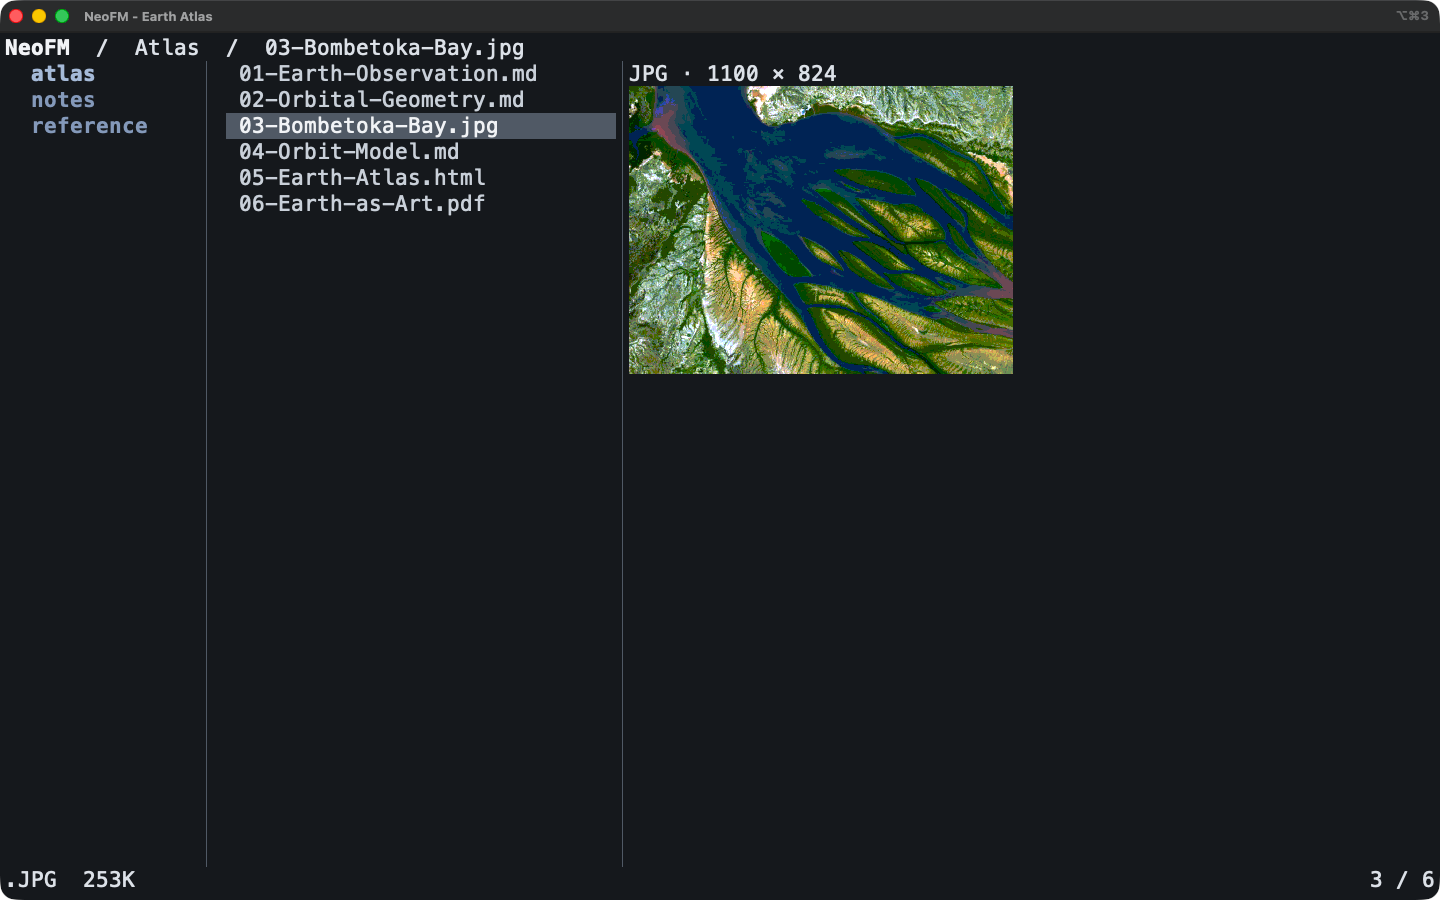 NeoFM - Earth Atlas
⌥⌘3
NeoFM / Atlas / 03-Bombetoka-Bay.jpg
atlas
notes
reference
01-Earth-Observation.md
02-Orbital-Geometry.md
03-Bombetoka-Bay.jpg
04-Orbit-Model.md
05-Earth-Atlas.html
06-Earth-as-Art.pdf
JPG · 1100 × 824
.JPG 253K
3 / 6